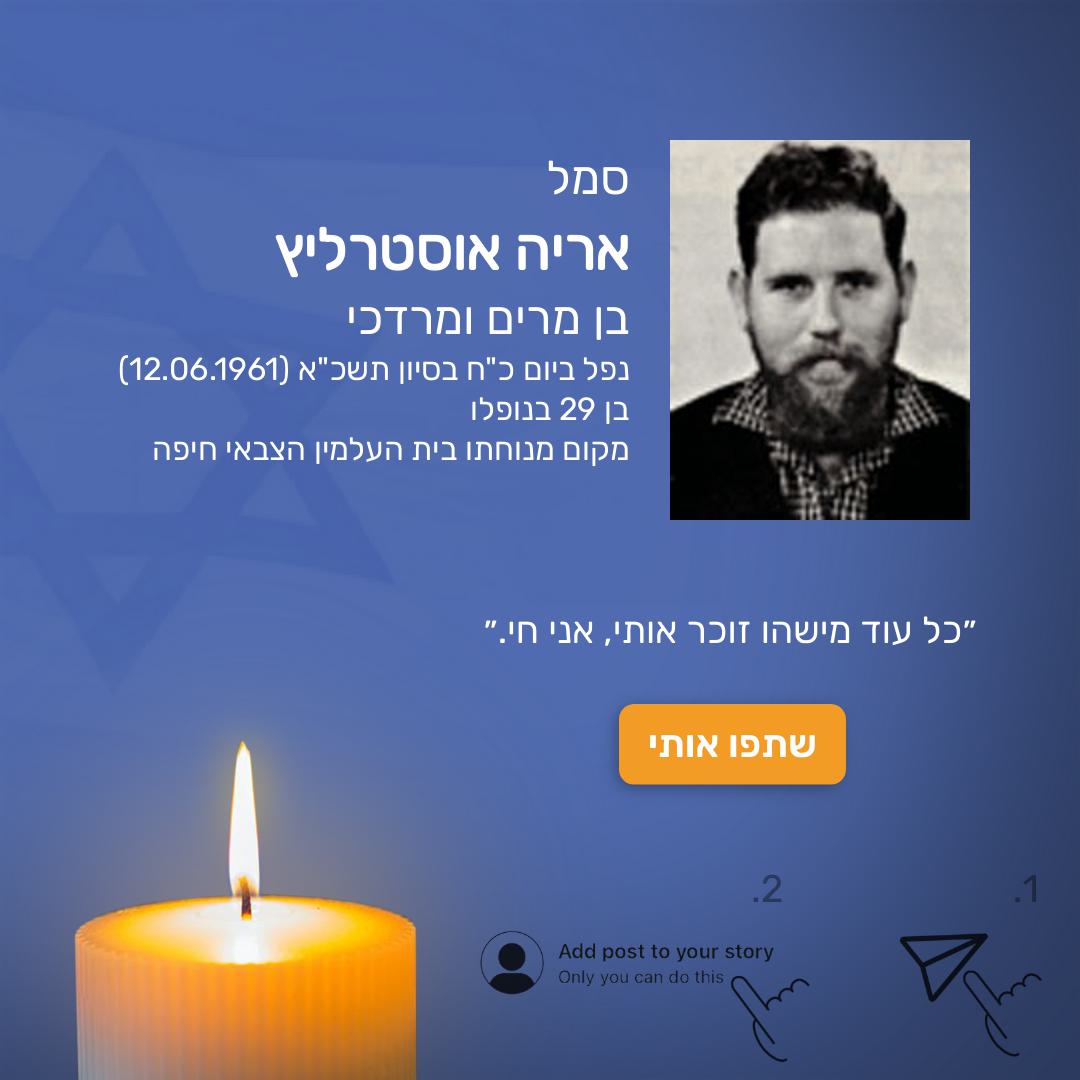 סמל
אריה אוסטרליץ
בן מרים ומרדכי
נפל ביום כ"ח בסיון תשכ"א (12.06.1961)
בן 29 בנופלו
מקום מנוחתו בית העלמין הצבאי חיפה
״כל עוד מישהו זוכר אותי, אני חי.״
שתפו אותי
.1
.2
Add post to your story
Only you can do this